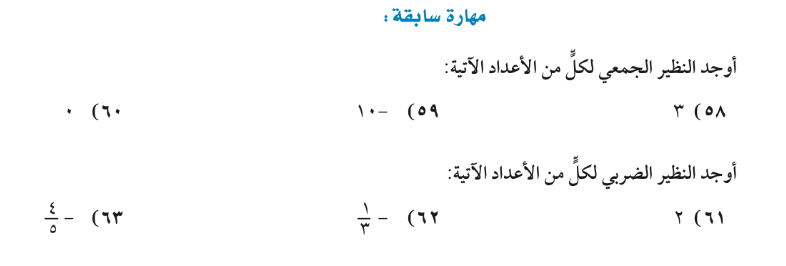 مهارة سابقة :
أوجد النظير الجمعي لكلٍّ من الأعداد الآتية:
٥٨) ٣ ٥٩) −١٠ ٦٠) ٠
أوجد النظير الضربي لكلٍّ من الأعداد الآتية:
٦١) ٢ ٦٢) −١/٣ ٦٣) −٤/٥